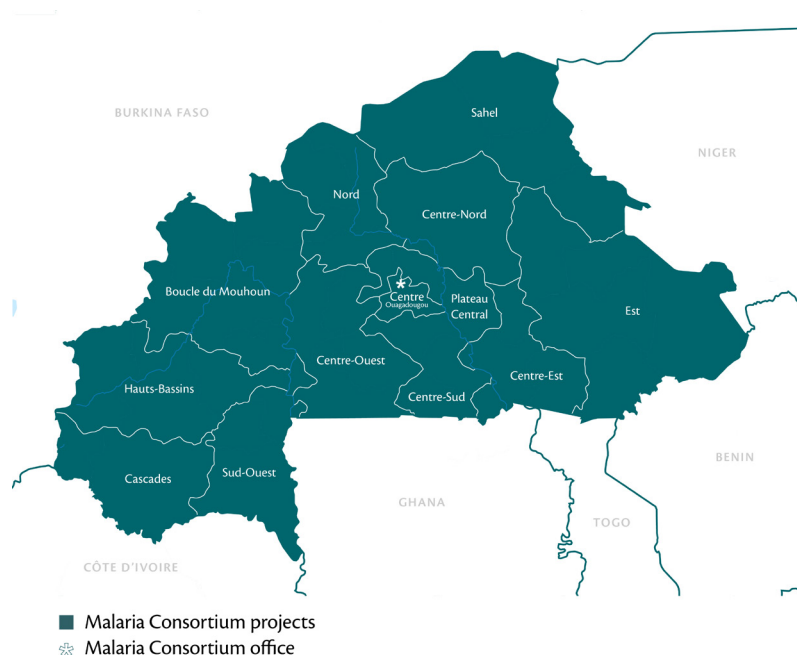 Sahel
BURKINA FASO
NIGER
Nord
Centre-Nord
Boucle du Mouhoun
Centre
Ouagadougou
Plateau
Central
Est
Centre-Ouest
Centre-Est
Hauts-Bassins
Centre-Sud
BENIN
Sud-Ouest
Cascades
GHANA
TOGO
CÔTE D'IVOIRE
Malaria Consortium projects
Malaria Consortium office